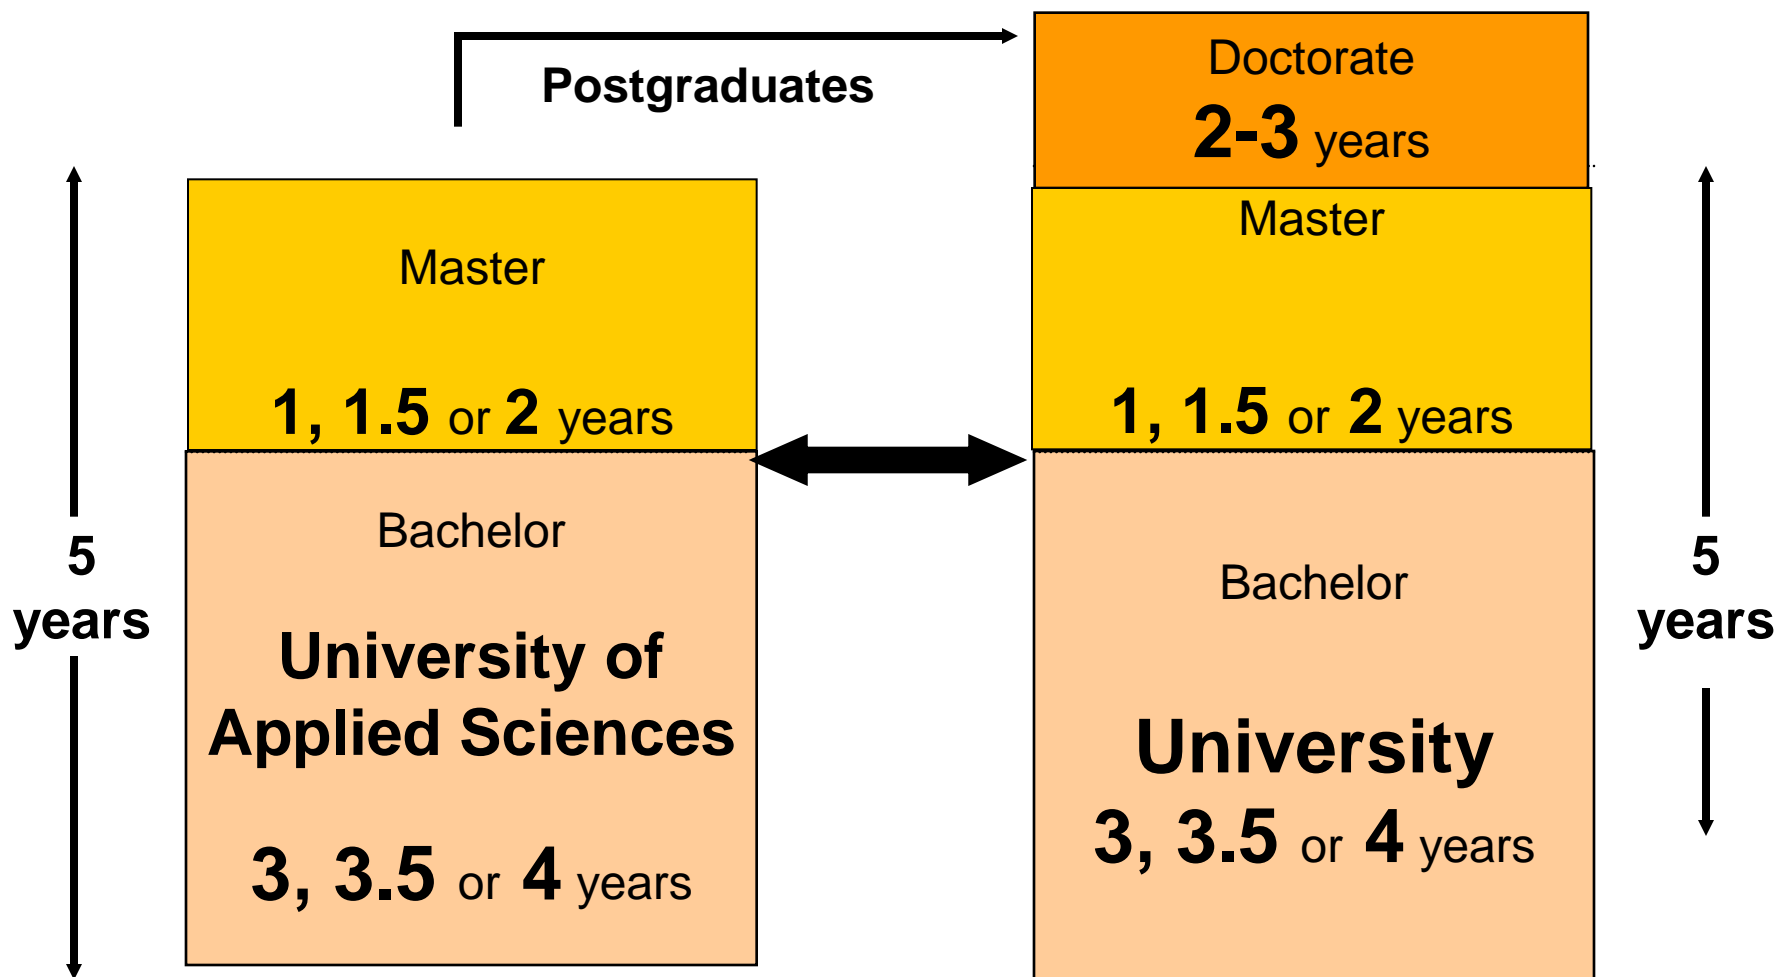 Postgraduates
Doctorate
2-3 years
Master
1, 1.5 or 2 years
Master
1, 1.5 or 2 years
Bachelor
University of
Applied Sciences
3, 3.5 or 4 years
Bachelor
University
3, 3.5 or 4 years
5
years
5
years